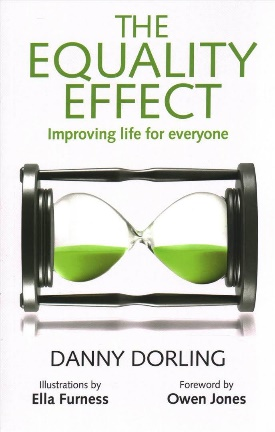 THE
EQUALITY
EFFECT
Improving life for everyone
DANNY DORLING
Illustrations by
Ella Furness
Foreword by
Owen Jones